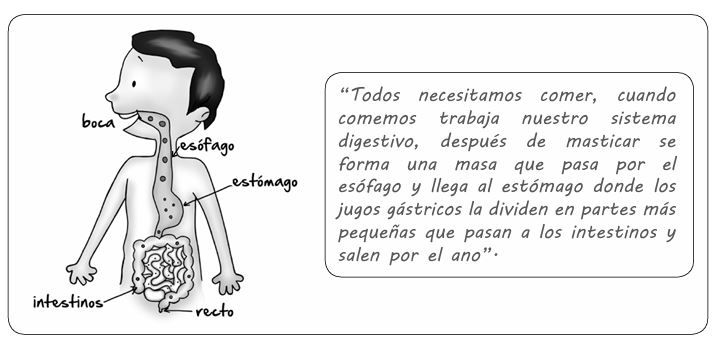 boca
esófago
estómago
intestinos
recto
“Todos necesitamos comer, cuando
comemos trabaja nuestro sistema
digestivo, después de masticar se
forma una masa que pasa por el
esófago y llega al estómago donde los
jugos gástricos la dividen en partes más
pequeñas que pasan a los intestinos y
salen por el ano”.